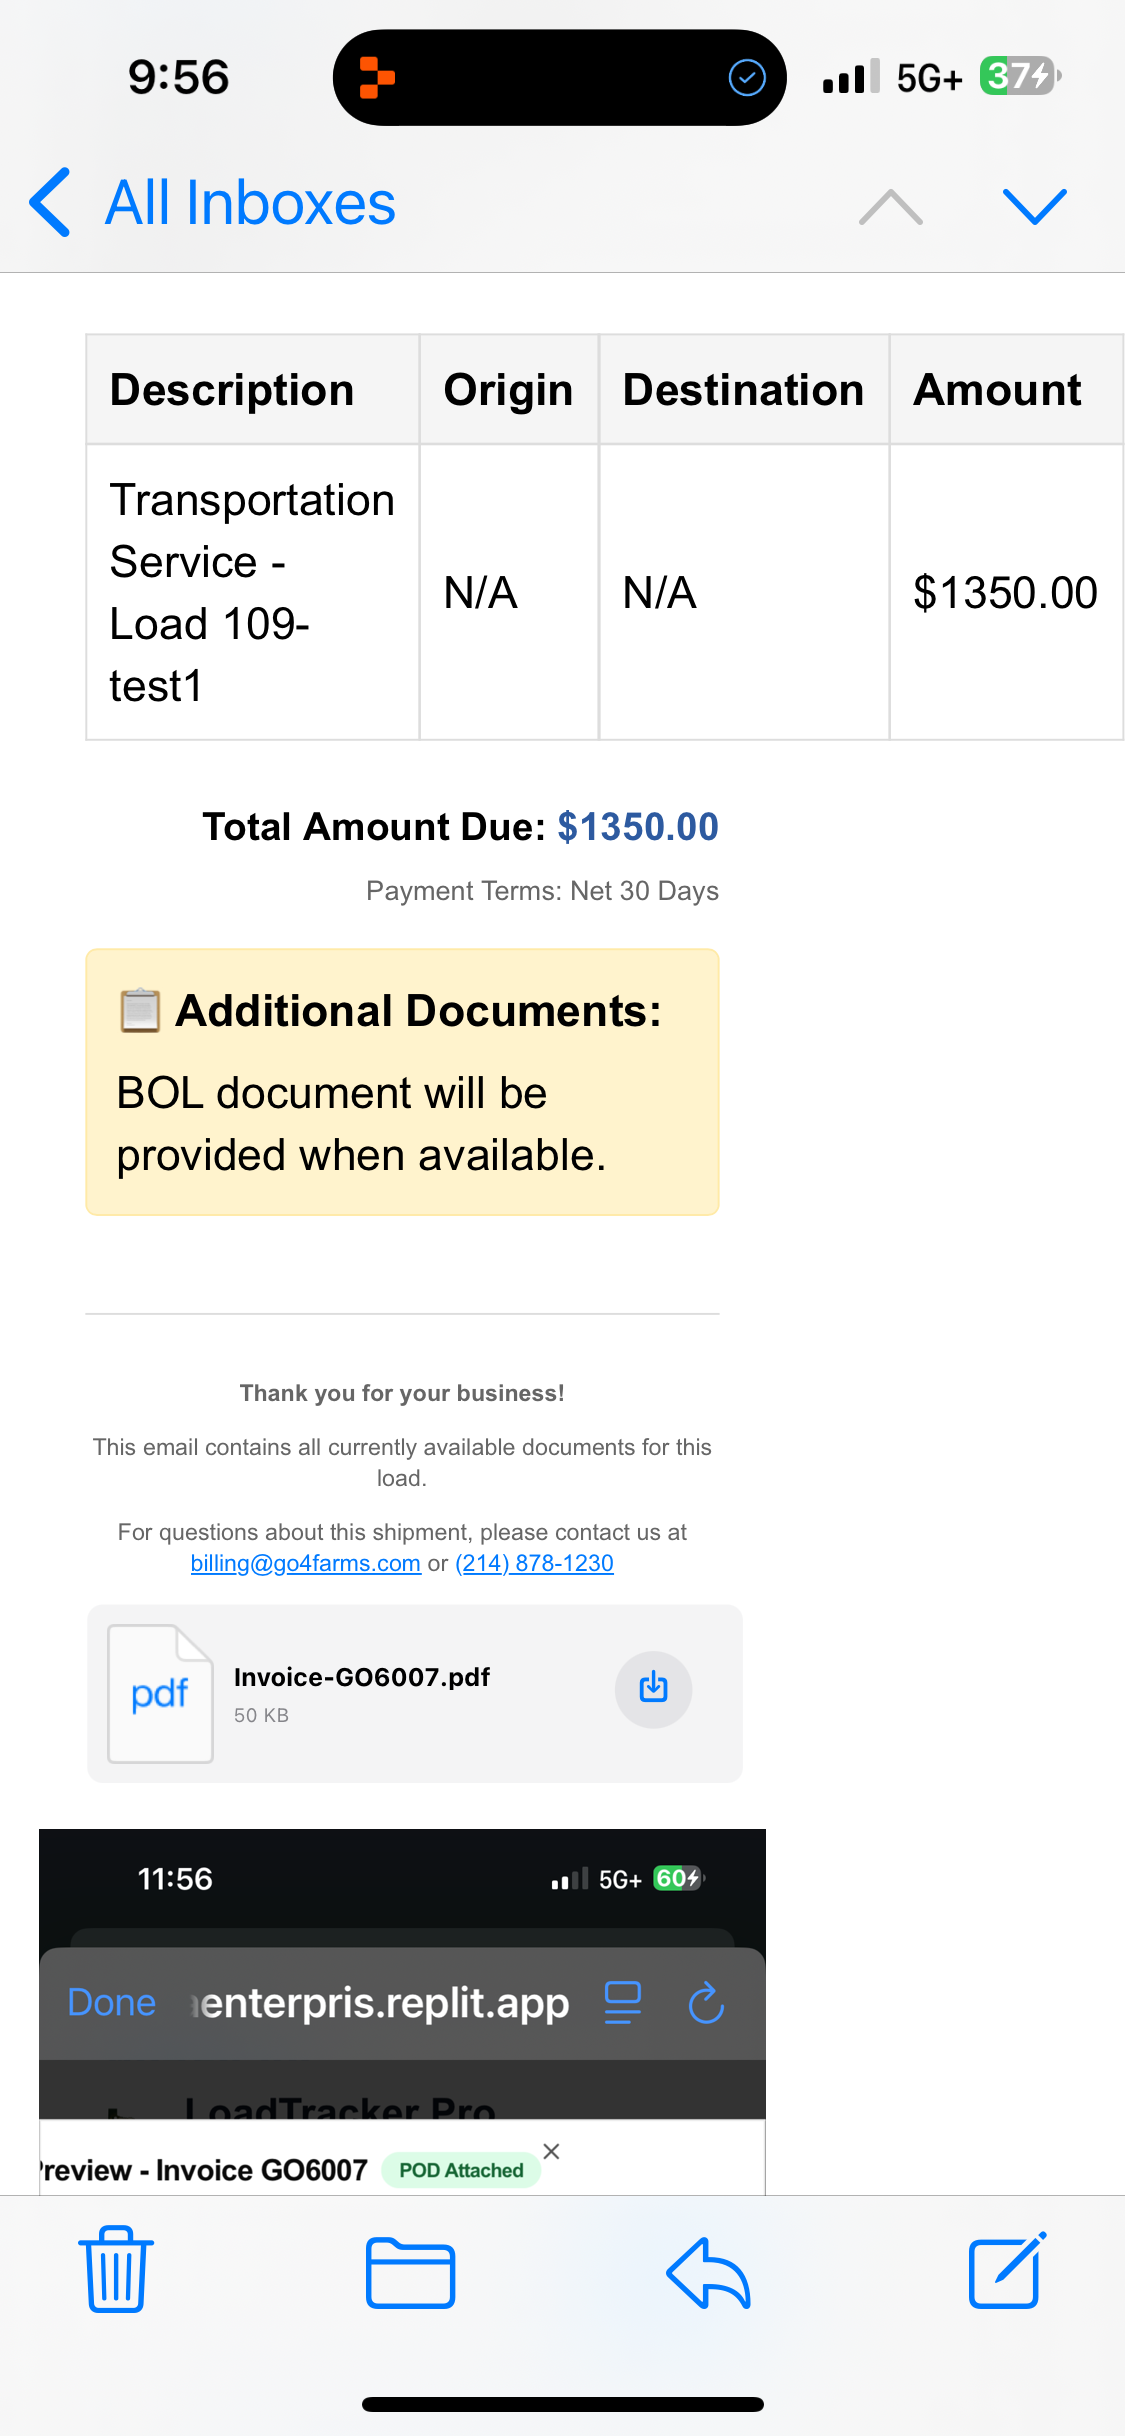 9:56
5G+
37
All Inboxes
Description Origin Destination Amount
Transportation
Service -
Load 109-
test1
N/A N/A $1350.00
Total Amount Due: $1350.00
Payment Terms: Net 30 Days
📋 Additional Documents:
BOL document will be
provided when available.
Thank you for your business!
This email contains all currently available documents for this
load.
For questions about this shipment, please contact us at
billing@go4farms.com or (214) 878-1230
pdf
Invoice-GO6007.pdf
50 KB
11:56
5G+
60
Done
enterpris.replit.app
LoadTracker Pro
review - Invoice GO6007
POD Attached